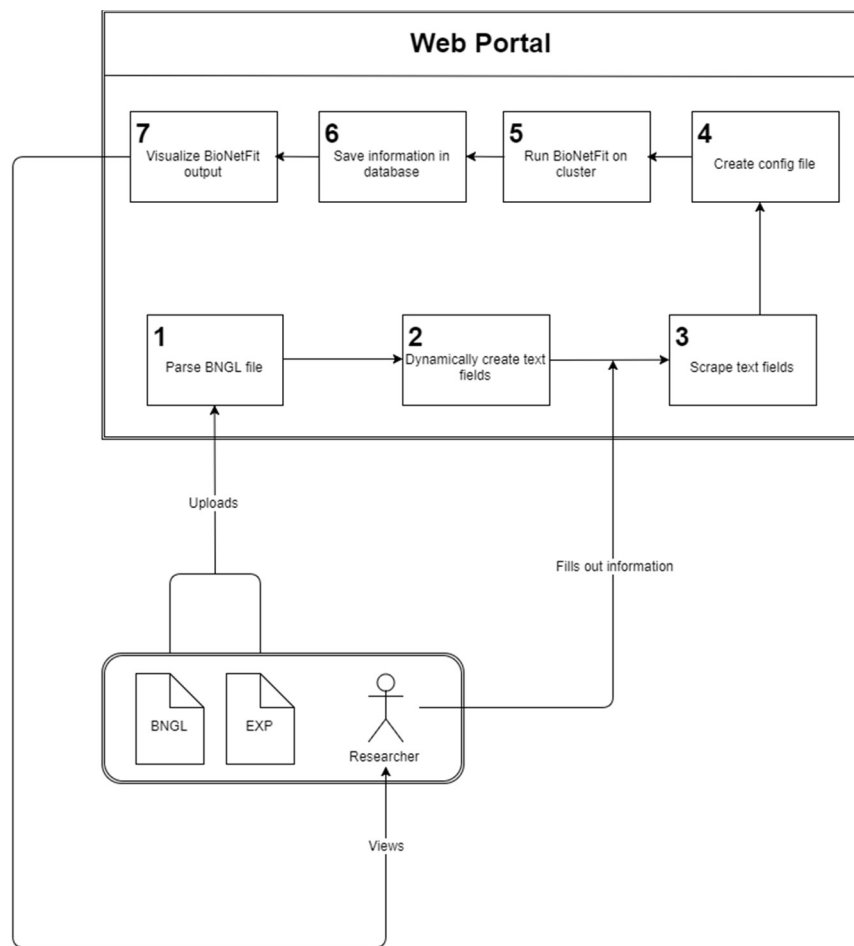 Web Portal
7
Visualize BioNetFit
output
6
Save information in
database
5
Run BioNetFit on
cluster
4
Create config file
1
Parse BNGL file
2
Dynamically create text
fields
3
Scrape text fields
Uploads
Fills out information
BNGL
EXP
Researcher
Views